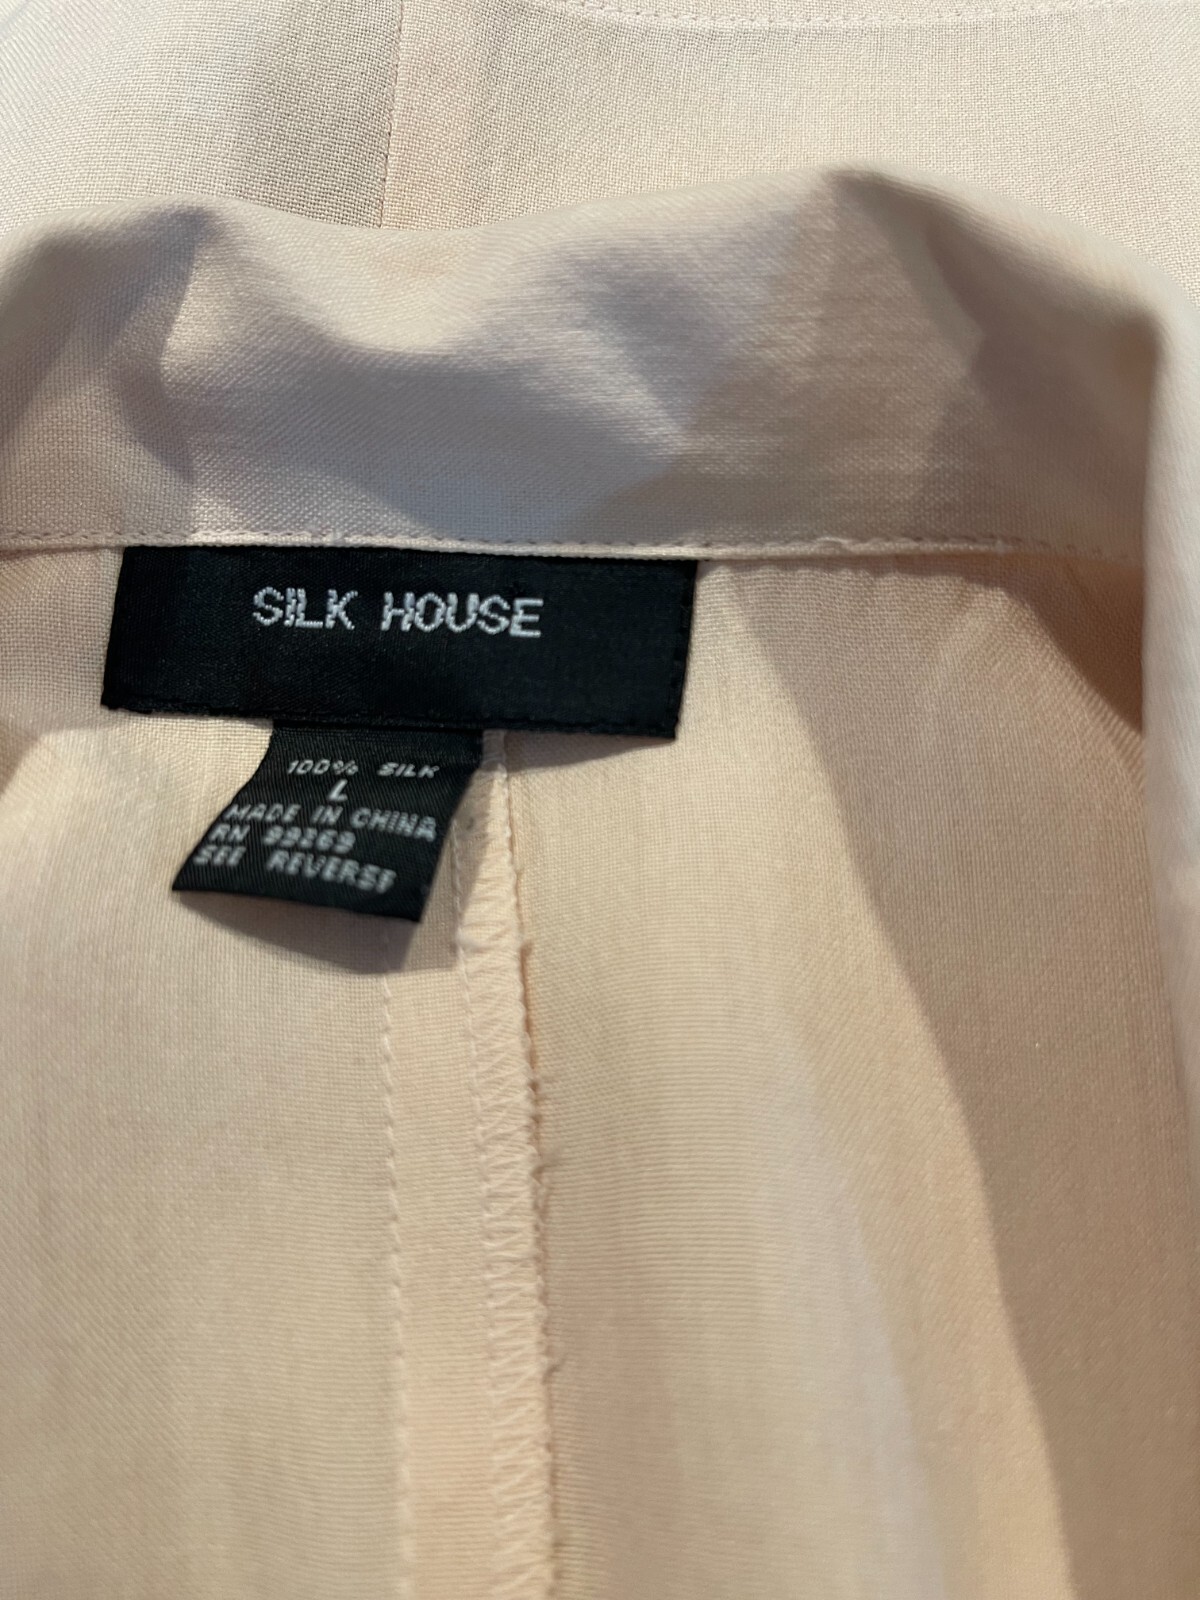 SILK HOUSE
100% SILK
L
MADE IN CHINA
RN 99269
SEE REVERSE